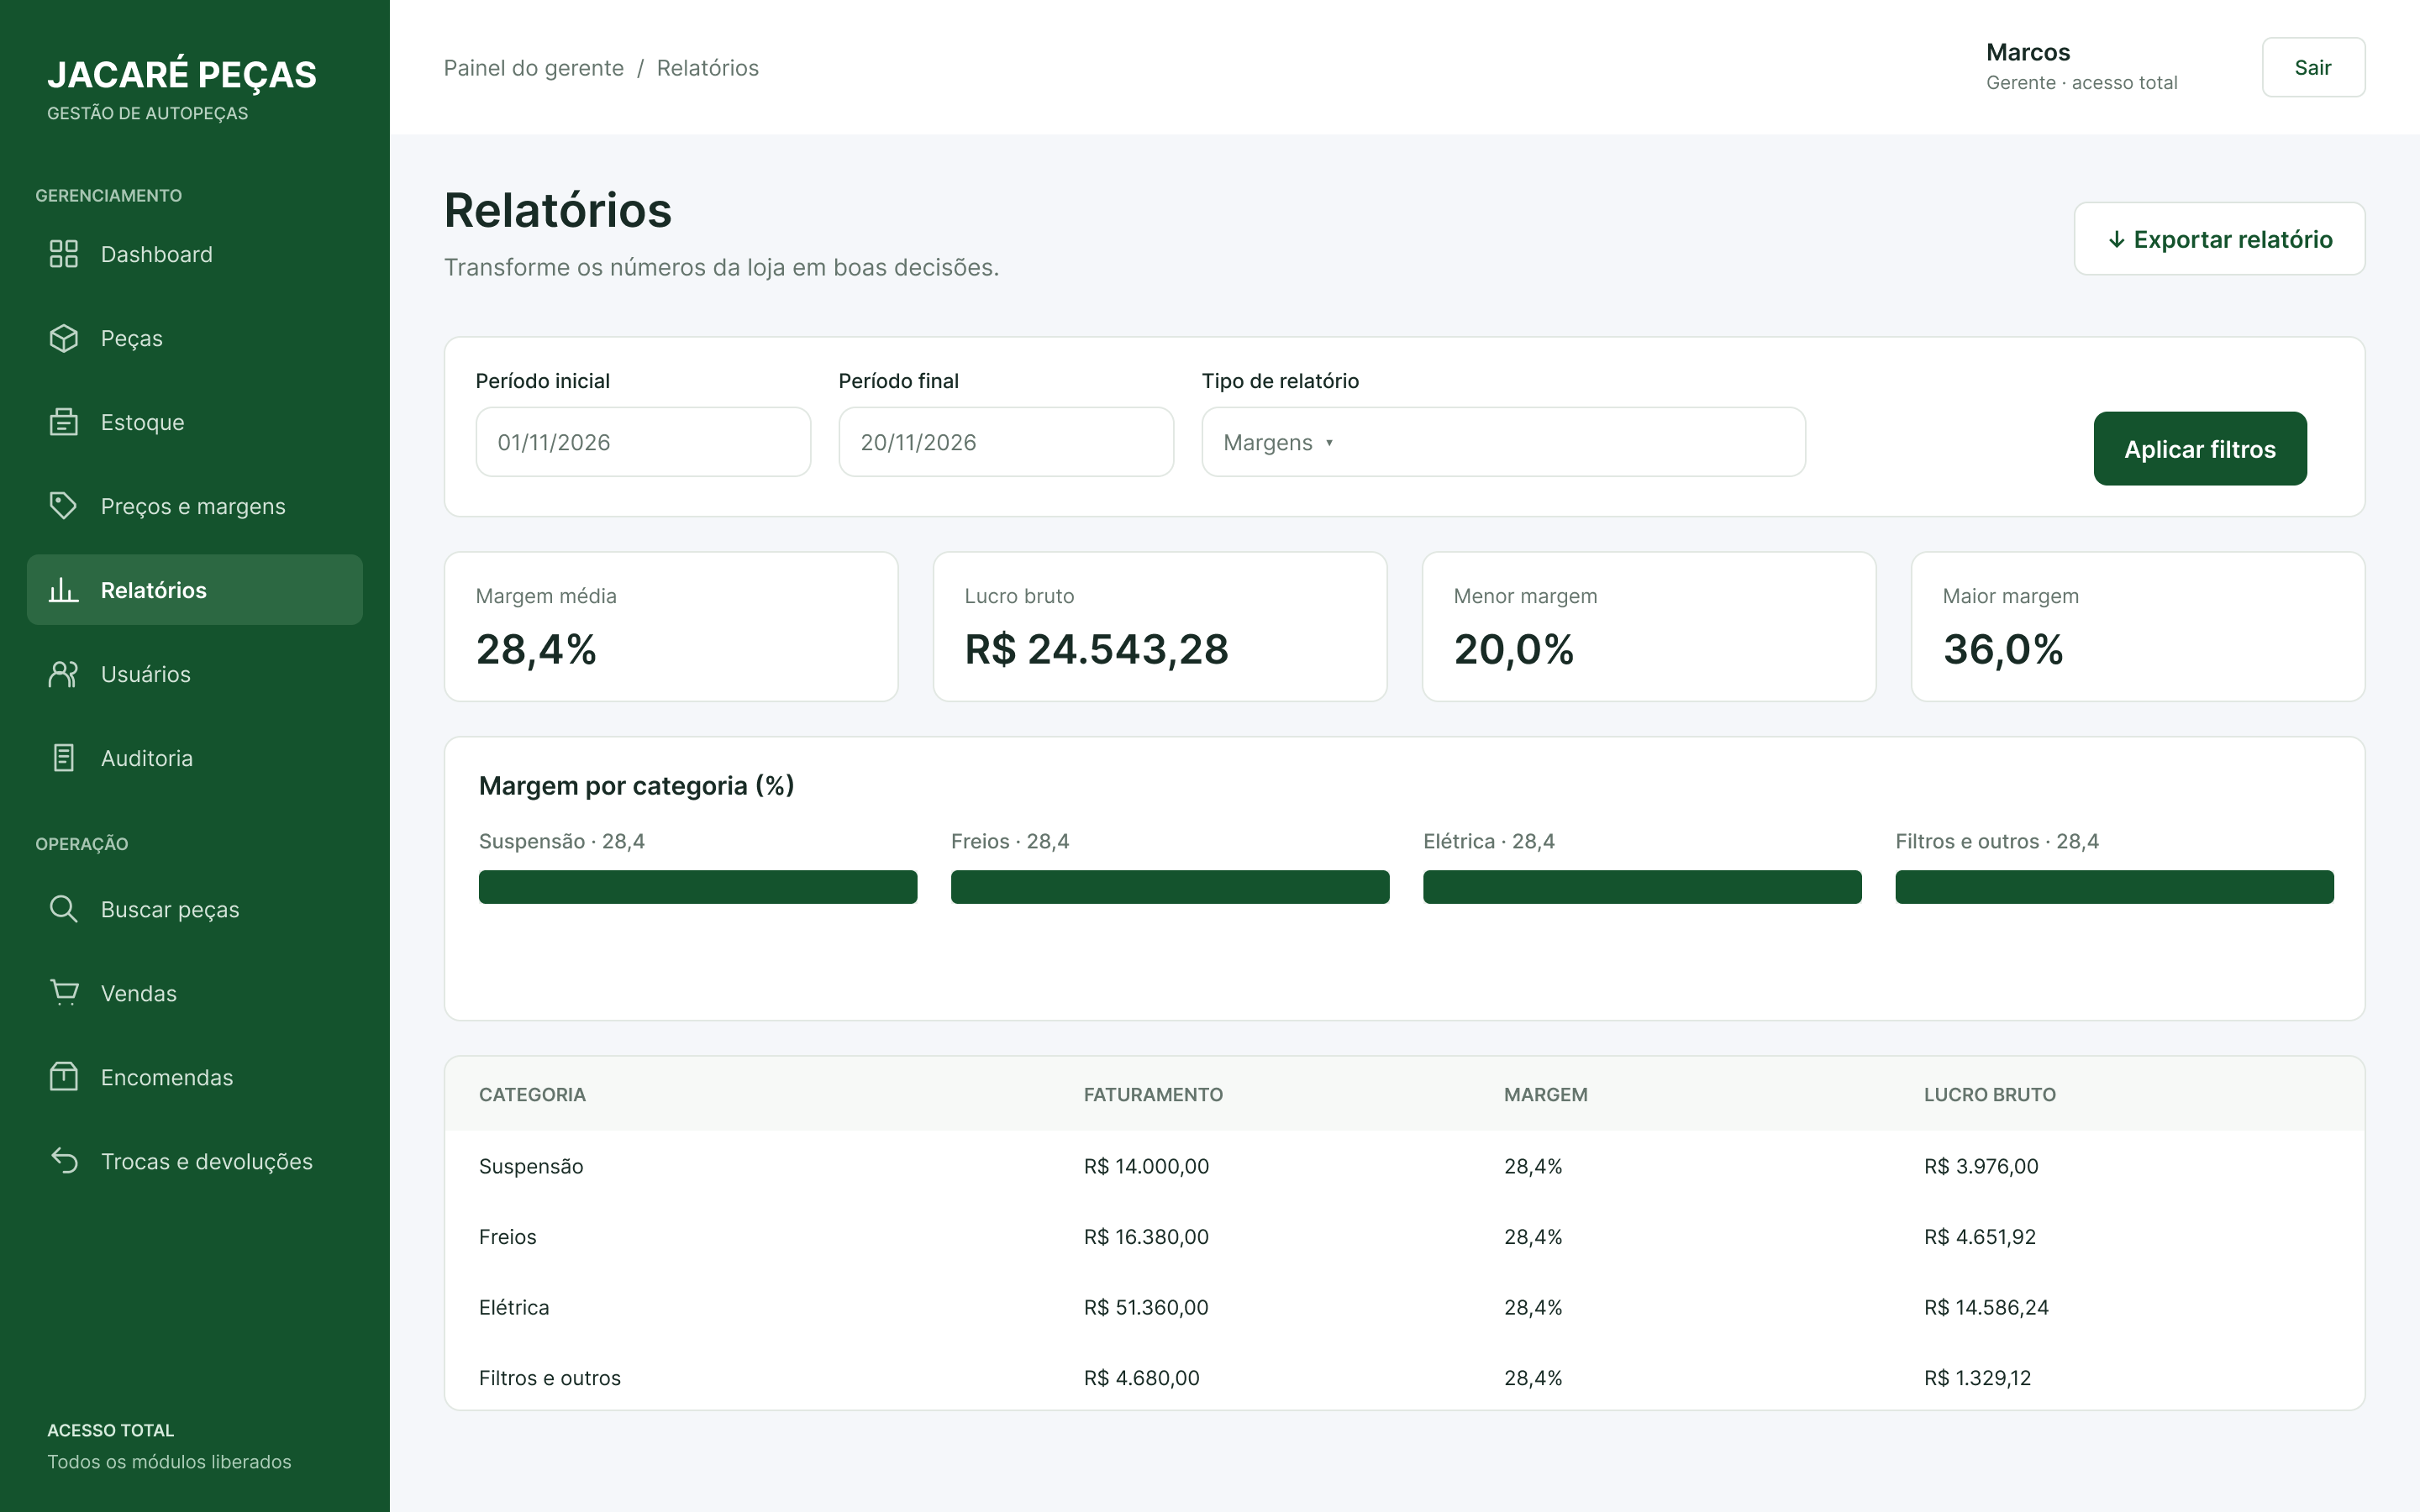 JACARÉ PEÇAS
GESTÃO DE AUTOPEÇAS
GERENCIAMENTO
Dashboard
Peças
Estoque
Preços e margens
Relatórios
Usuários
Auditoria
OPERAÇÃO
Buscar peças
Vendas
Encomendas
Trocas e devoluções
ACESSO TOTAL
Todos os módulos liberados
Painel do gerente / Relatórios
Marcos
Gerente · acesso total
Sair
Relatórios
Transforme os números da loja em boas decisões.
↓ Exportar relatório
Período inicial
01/11/2026
Período final
20/11/2026
Tipo de relatório
Margens ▾
Aplicar filtros
Margem média
28,4%
Lucro bruto
R$ 24.543,28
Menor margem
20,0%
Maior margem
36,0%
Margem por categoria (%)
Suspensão · 28,4
Freios · 28,4
Elétrica · 28,4
Filtros e outros · 28,4
CATEGORIA FATURAMENTO MARGEM LUCRO BRUTO
Suspensão R$ 14.000,00 28,4% R$ 3.976,00
Freios R$ 16.380,00 28,4% R$ 4.651,92
Elétrica R$ 51.360,00 28,4% R$ 14.586,24
Filtros e outros R$ 4.680,00 28,4% R$ 1.329,12